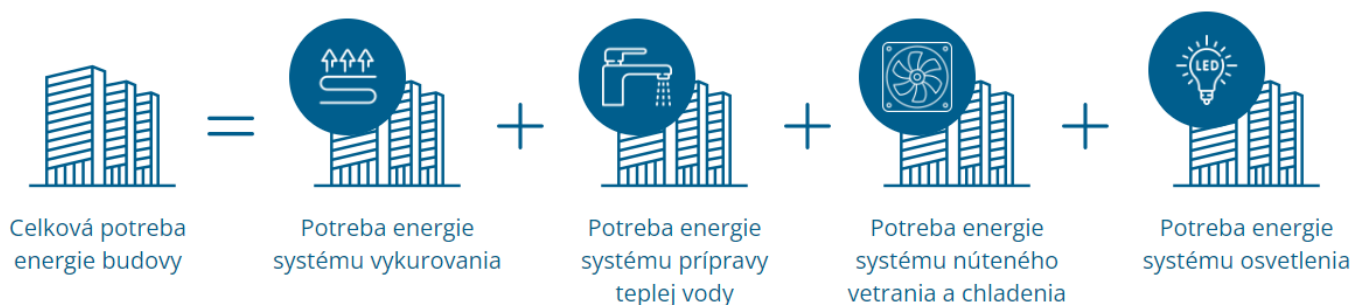 LED
Celková potreba
energie budovy
Potreba energie
systému vykurovania
Potreba energie
systému prípravy
teplej vody
Potreba energie
systému núteného
vetrania a chladenia
Potreba energie
systému osvetlenia